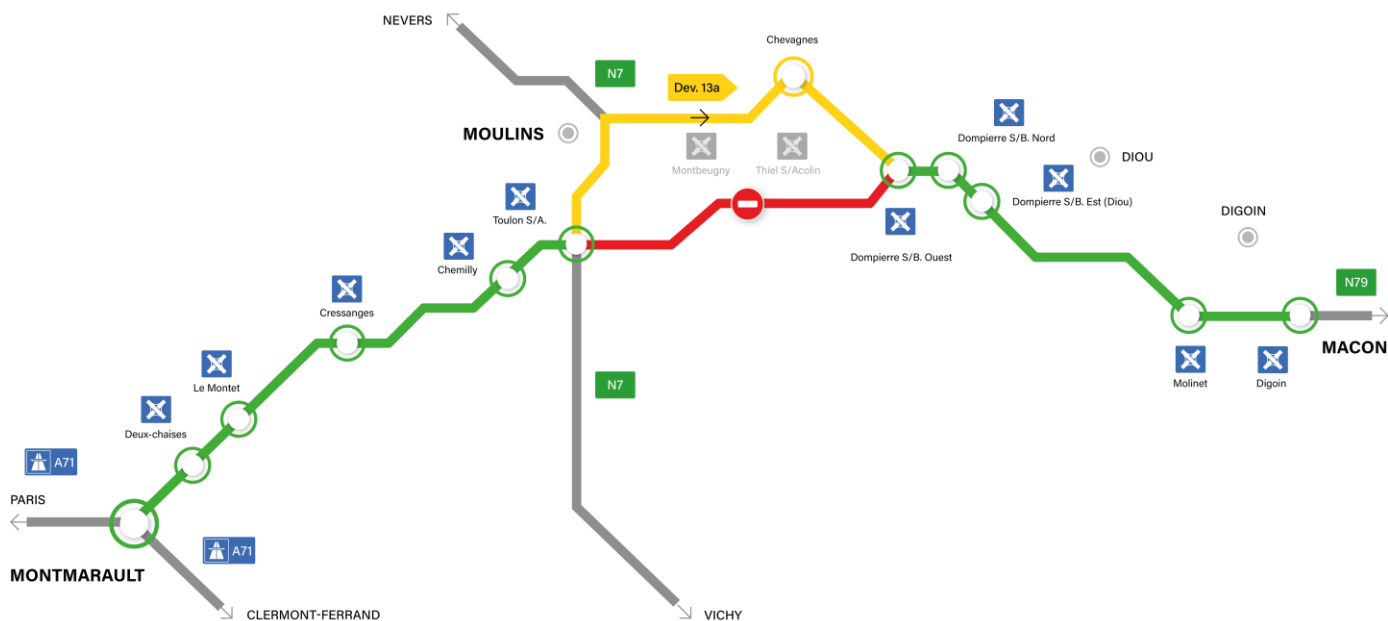 NEVERS
N7
Chevagnes
Dev. 13a
MOULINS
Montbeugny
Thiel S/Acolin
Dompierre S/B. Nord
DIOU
Dompierre S/B. Est (Diou)
Toulon S/A.
DIGOIN
Dompierre S/B. Ouest
Chemilly
N79
Cressanges
MACON
Le Montet
Molinet
Digoin
N7
Deux-chaises
A71
PARIS
A71
MONTMARAULT
CLERMONT-FERRAND
VICHY